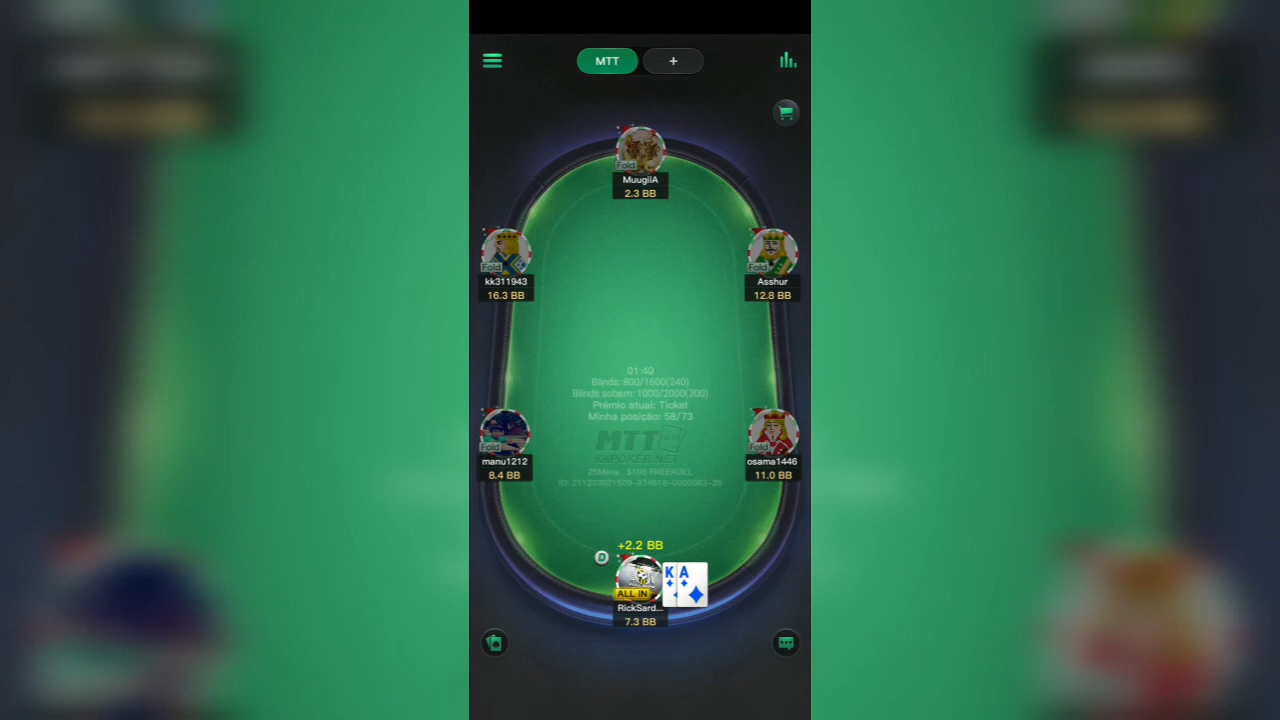 MTT
+
Fold
MuugiiA
2.3 BB
Fold
kk311943
16.3 BB
Fold
Asshur
12.8 BB
01:40
Blinds: 800/1600(240)
Blinds sobem: 1000/2000(300)
Prêmio atual: Ticket
Minha posição: 58/73
MTT
KKPOKER.NET
$100 FREEROLL
Fold
manu1212
8.4 BB
Fold
osama1446
11.0 BB
+2.2 BB
D
K A
ALL IN
RickSard...
7.3 BB